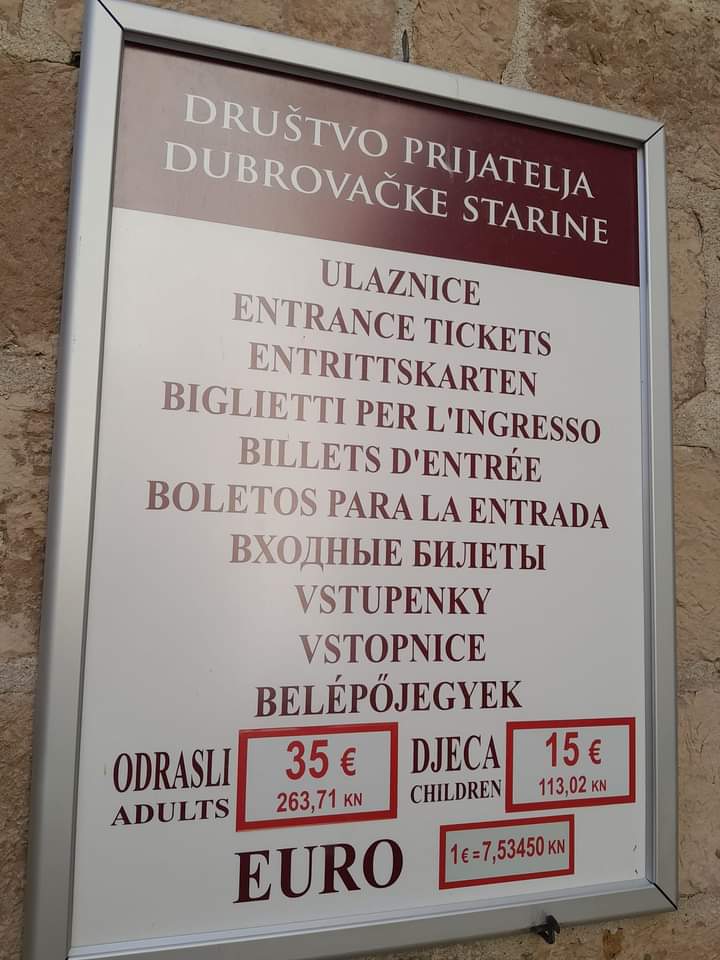 DRUŠTVO PRIJATELJA
DUBROVAČKE STARINE
ULAZNICE
ENTRANCE TICKETS
ENTRITTSKARTEN
BIGLIETTI PER L'INGRESSO
BILLETS D'ENTRÉE
BOLETOS PARA LA ENTRADA
ВХОДНЫЕ БИЛЕТЫ
VSTUPENKY
VSTOPNICE
BELÉPŐJEGYEK
ODRASLI
ADULTS
35 €
263,71 KN
DJECA
CHILDREN
15 €
113,02 KN
EURO
1 € = 7,53450 KN